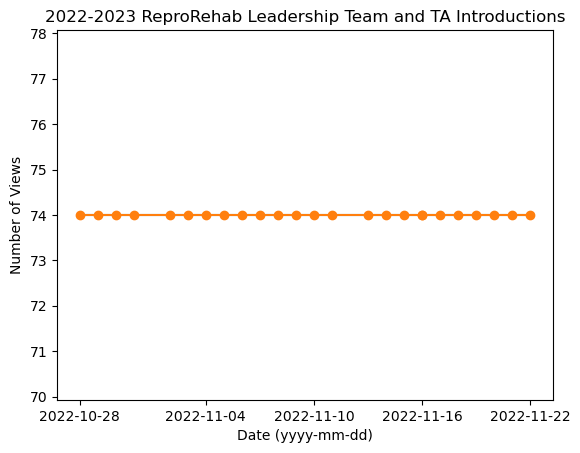 2022-2023 ReproRehab Leadership Team and TA Introductions
78
77
76
75
74
73
72
71
70
Number of Views
2022-10-28 2022-11-04 2022-11-10 2022-11-16 2022-11-22
Date (yyyy-mm-dd)